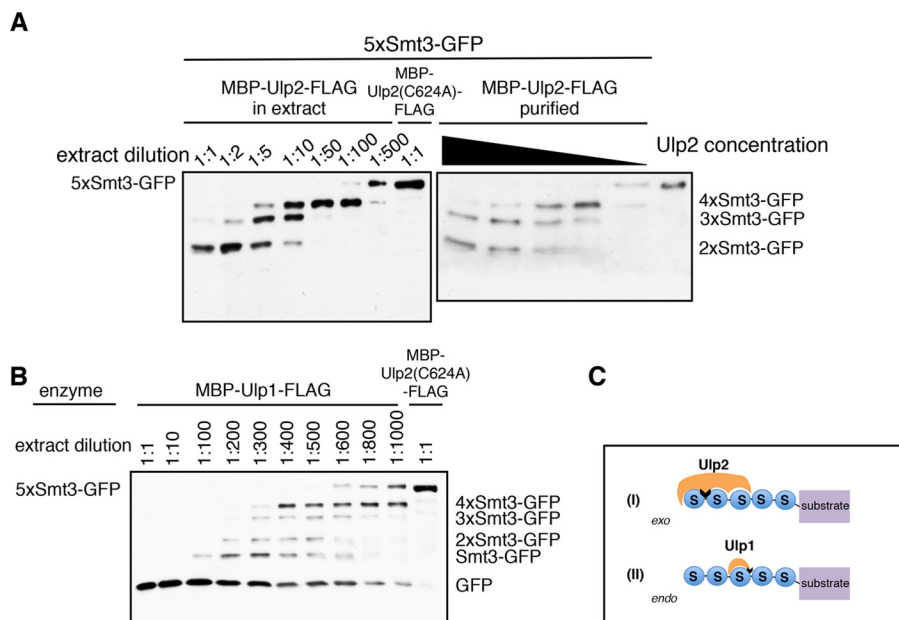 A
5xSmt3-GFP
MBP-Ulp2-FLAG
in extract
MBP-
Ulp2(C624A)-
FLAG
MBP-Ulp2-FLAG
purified
extract dilution 1:1 1:2 1:5 1:10 1:50 1:100 1:500 1:1
Ulp2 concentration
5xSmt3-GFP
4xSmt3-GFP
3xSmt3-GFP
2xSmt3-GFP
B
enzyme
MBP-Ulp1-FLAG
MBP-
Ulp2(C624A)
-FLAG
extract dilution 1:1 1:10 1:100 1:200 1:300 1:400 1:500 1:600 1:800 1:1000 1:1
5xSmt3-GFP
4xSmt3-GFP
3xSmt3-GFP
2xSmt3-GFP
Smt3-GFP
GFP
C
Ulp2
(I) S S S S S substrate
exo
Ulp1
(II) S S S S S substrate
endo